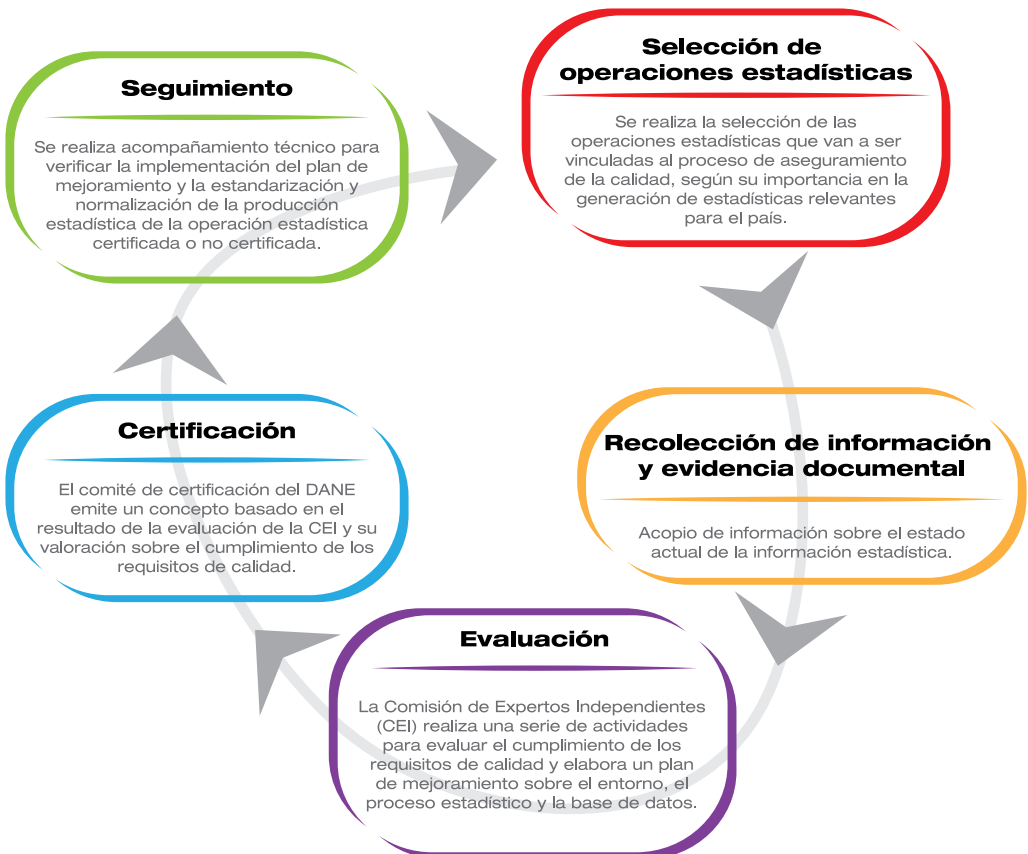 Selección de
operaciones estadísticas
Se realiza la selección de las
operaciones estadísticas que van a ser
vinculadas al proceso de aseguramiento
de la calidad, según su importancia en la
generación de estadísticas relevantes
para el país.
Recolección de información
y evidencia documental
Acopio de información sobre el estado
actual de la información estadística.
Evaluación
La Comisión de Expertos Independientes
(CEI) realiza una serie de actividades
para evaluar el cumplimiento de los
requisitos de calidad y elabora un plan
de mejoramiento sobre el entorno, el
proceso estadístico y la base de datos.
Certificación
El comité de certificación del DANE
emite un concepto basado en el
resultado de la evaluación de la CEI y su
valoración sobre el cumplimiento de los
requisitos de calidad.
Seguimiento
Se realiza acompañamiento técnico para
verificar la implementación del plan de
mejoramiento y la estandarización y
normalización de la producción
estadística de la operación estadística
certificada o no certificada.